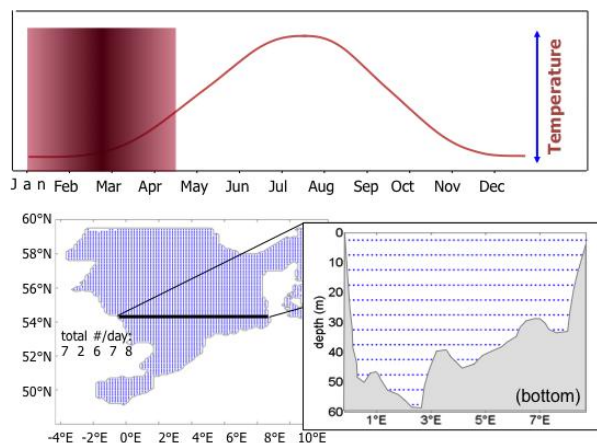 Temperature
J a n Feb Mar Apr May Jun Jul Aug Sep Oct Nov Dec
60°N
58°N
56°N
54°N
52°N
50°N
total #/day:
7 2 6 7 8
-4°E -2°E 0°E 2°E 4°E 6°E 8°E 10°E
0
10
20
30
40
50
60
depth (m)
(bottom)
1°E 3°E 5°E 7°E